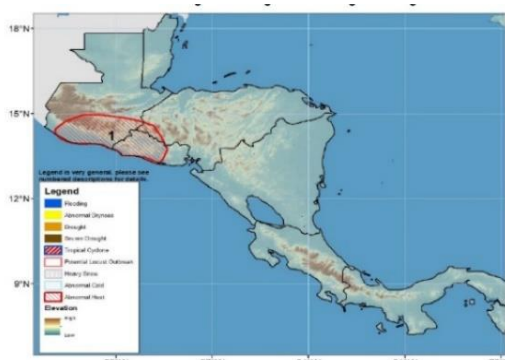 18°N
15°N
1
12°N
9°N
Legend is very general, please see
numbered descriptions for details.
Legend
Flooding
Abnormal Dryness
Drought
Severe Drought
Tropical Cyclone
Potential Locust Outbreak
Heavy Snow
Abnormal Cold
Abnormal Heat
Elevation
High
Low